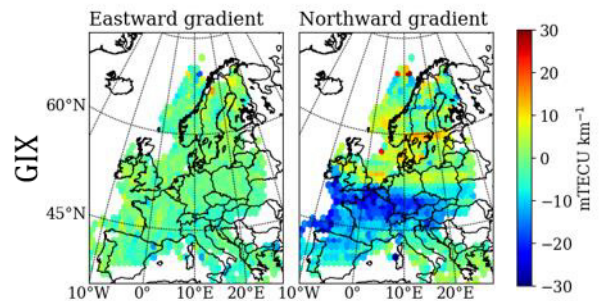 Eastward gradient
Northward gradient
GIX
60°N
45°N
10°W
0°
10°E
20°E
10°W
0°
10°E
20°E
30
20
10
0
−10
−20
−30
mTECU km⁻¹